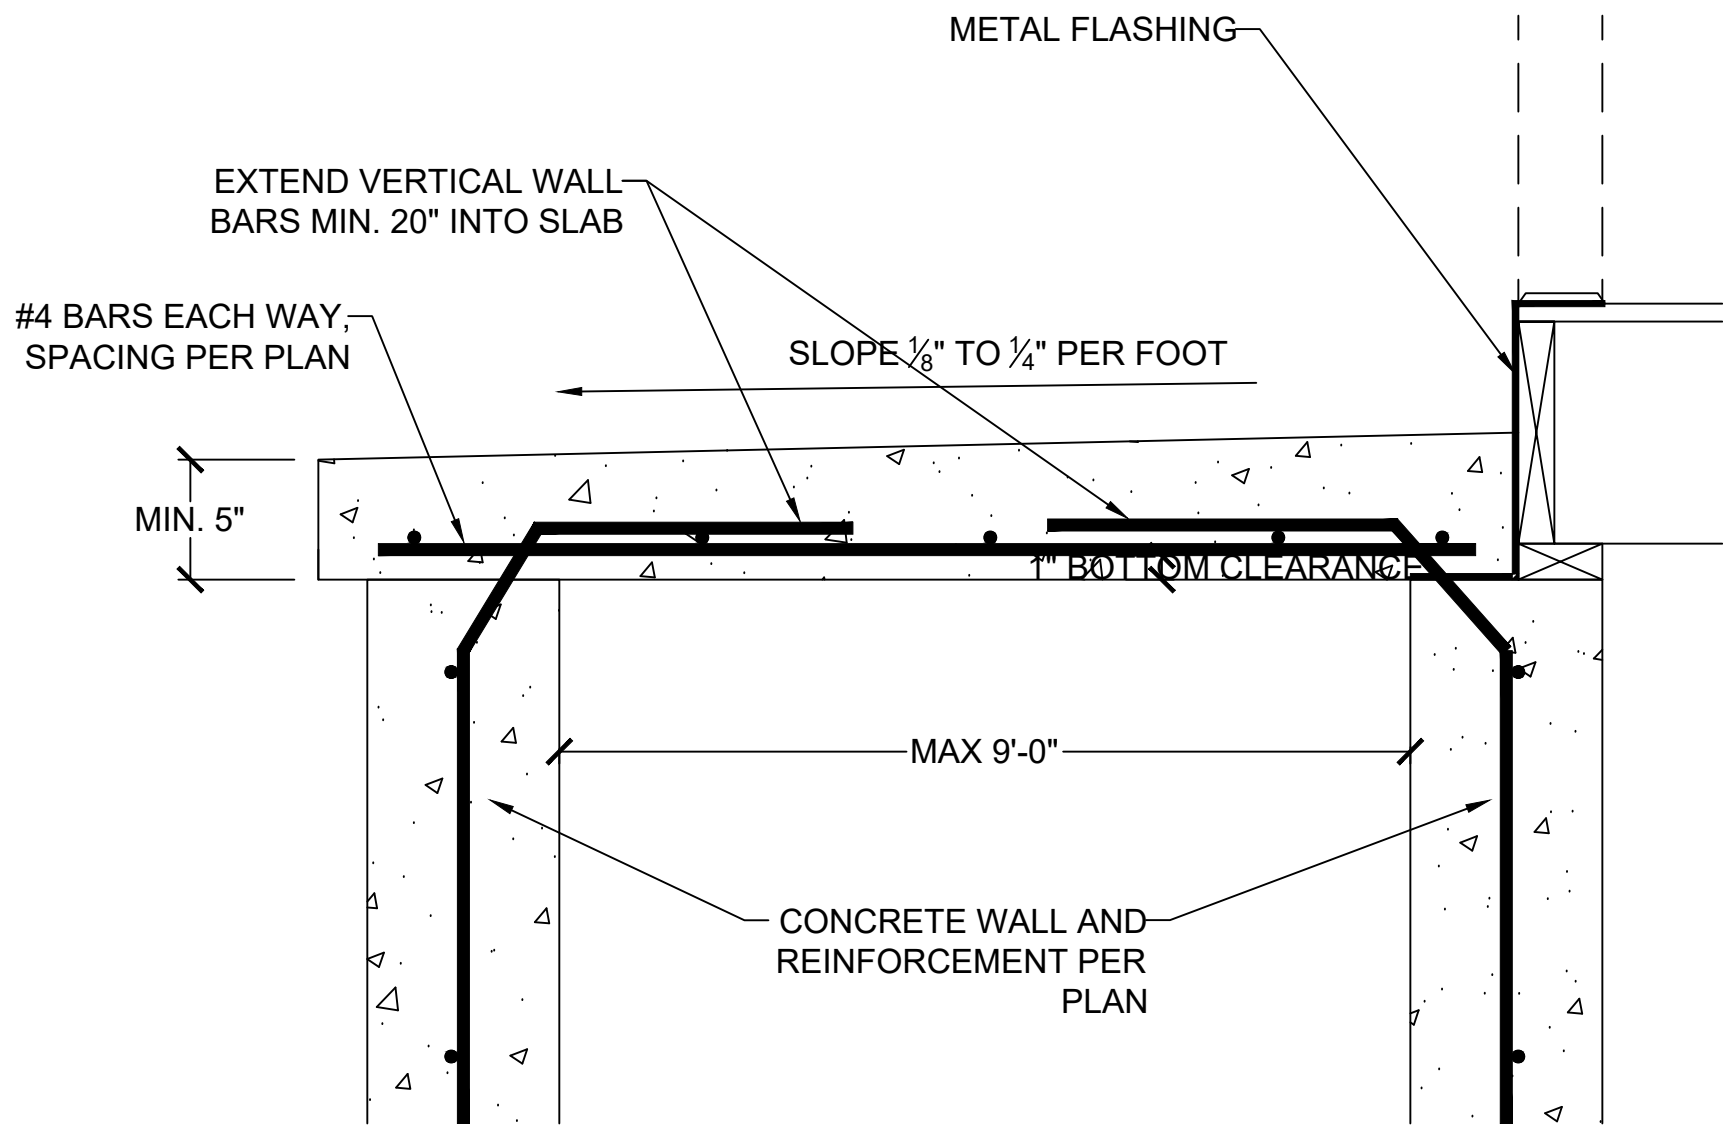 METAL FLASHING
EXTEND VERTICAL WALL
BARS MIN. 20" INTO SLAB
#4 BARS EACH WAY,
SPACING PER PLAN
SLOPE ⅛" TO ¼" PER FOOT
MIN. 5"
1" BOTTOM CLEARANCE
MAX 9'-0"
CONCRETE WALL AND
REINFORCEMENT PER
PLAN